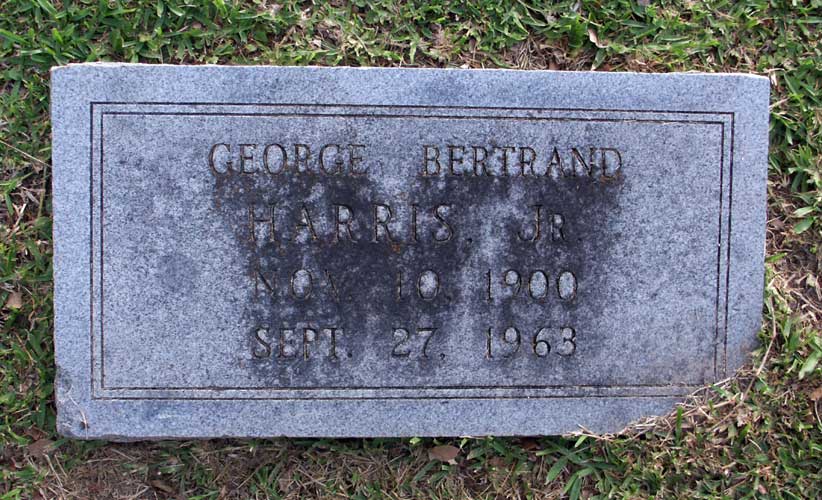 GEORGE BERTRAND
HARRIS, JR.
NOV. 10, 1900
SEPT. 27, 1963